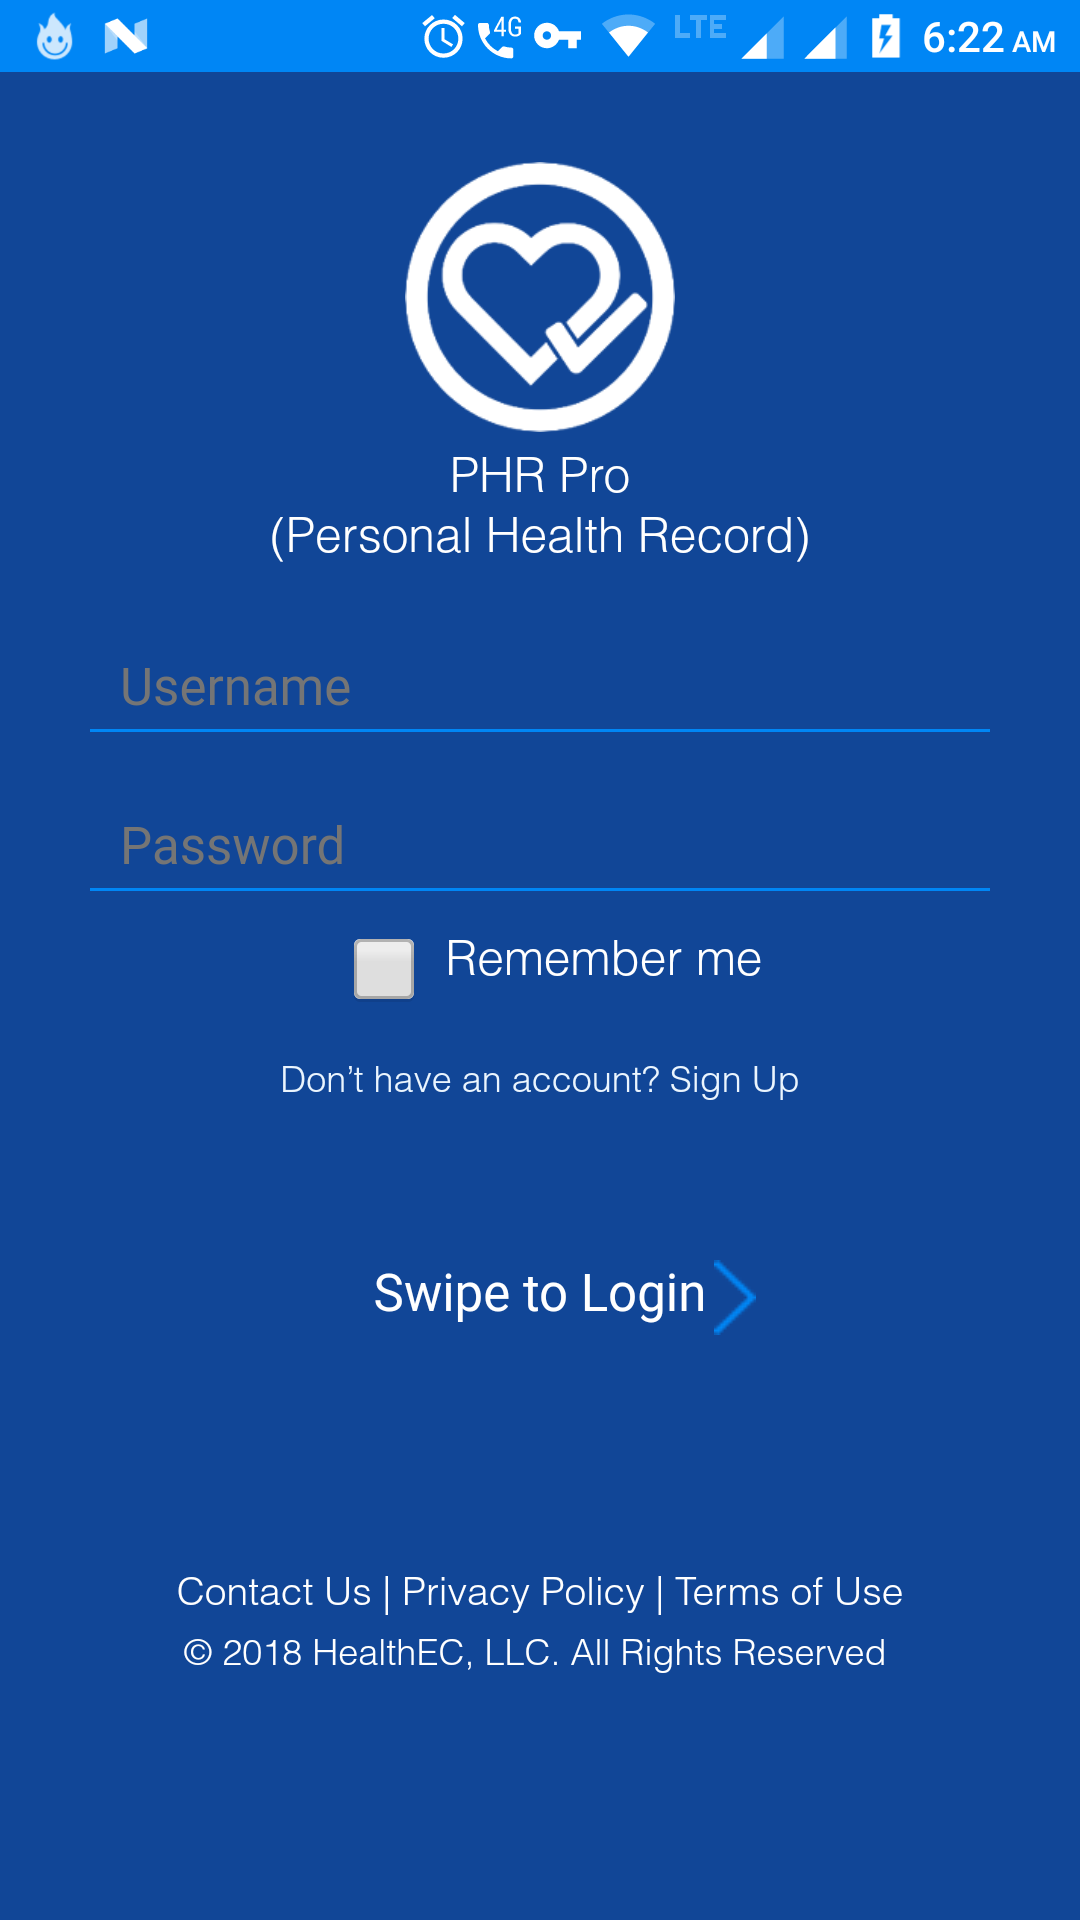 4G LTE 6:22 AM
PHR Pro
(Personal Health Record)
Username
Password
Remember me
Don’t have an account? Sign Up
Swipe to Login
Contact Us | Privacy Policy | Terms of Use
© 2018 HealthEC, LLC. All Rights Reserved